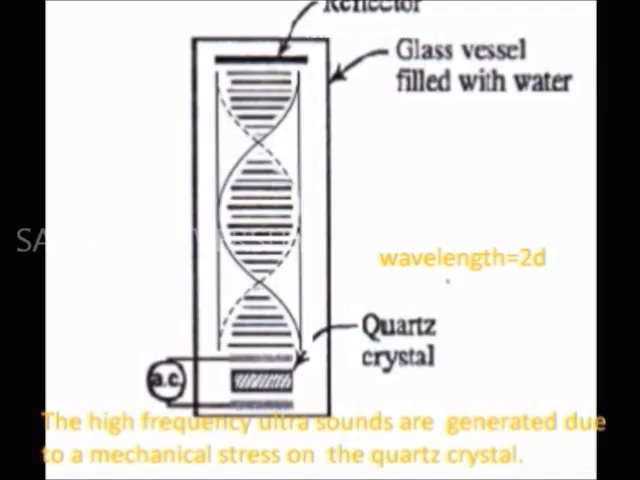 Reflector
Glass vessel
filled with water
wavelength=2d
Quartz
crystal
a.c.
The high frequency ultra sounds are generated due
to a mechanical stress on the quartz crystal.